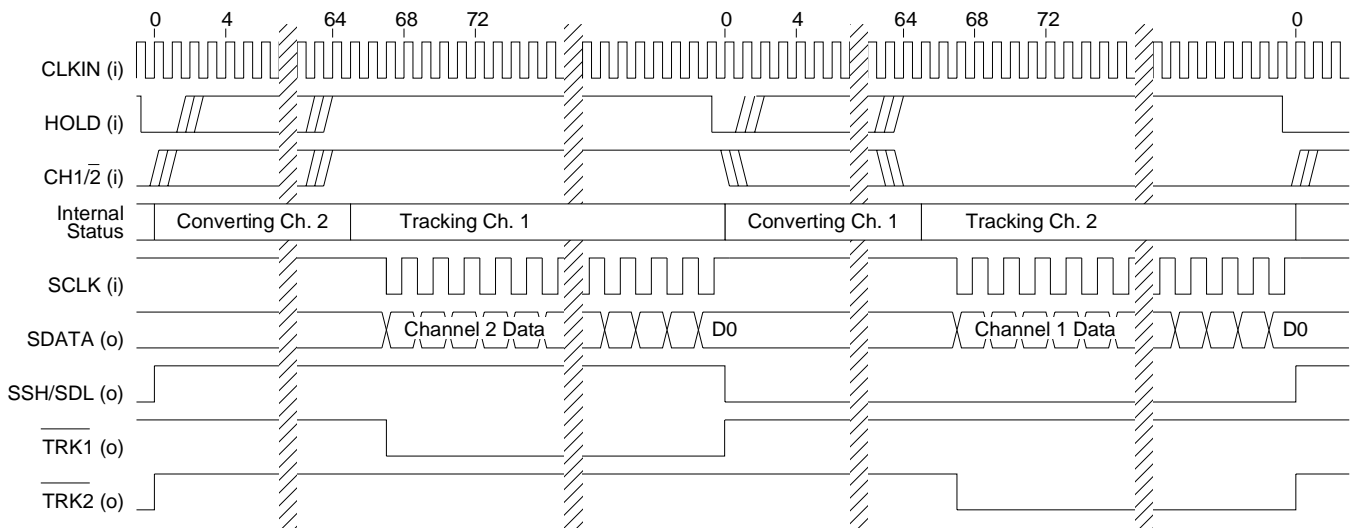 0 4 64 68 72 0 4 64 68 72 0
CLKIN (i)
HOLD (i)
CH1/2̅ (i)
Internal
Status
Converting Ch. 2 Tracking Ch. 1 Converting Ch. 1 Tracking Ch. 2
SCLK (i)
SDATA (o)
Channel 2 Data D0 Channel 1 Data D0
SSH/SDL (o)
T̅R̅K̅1̅ (o)
T̅R̅K̅2̅ (o)